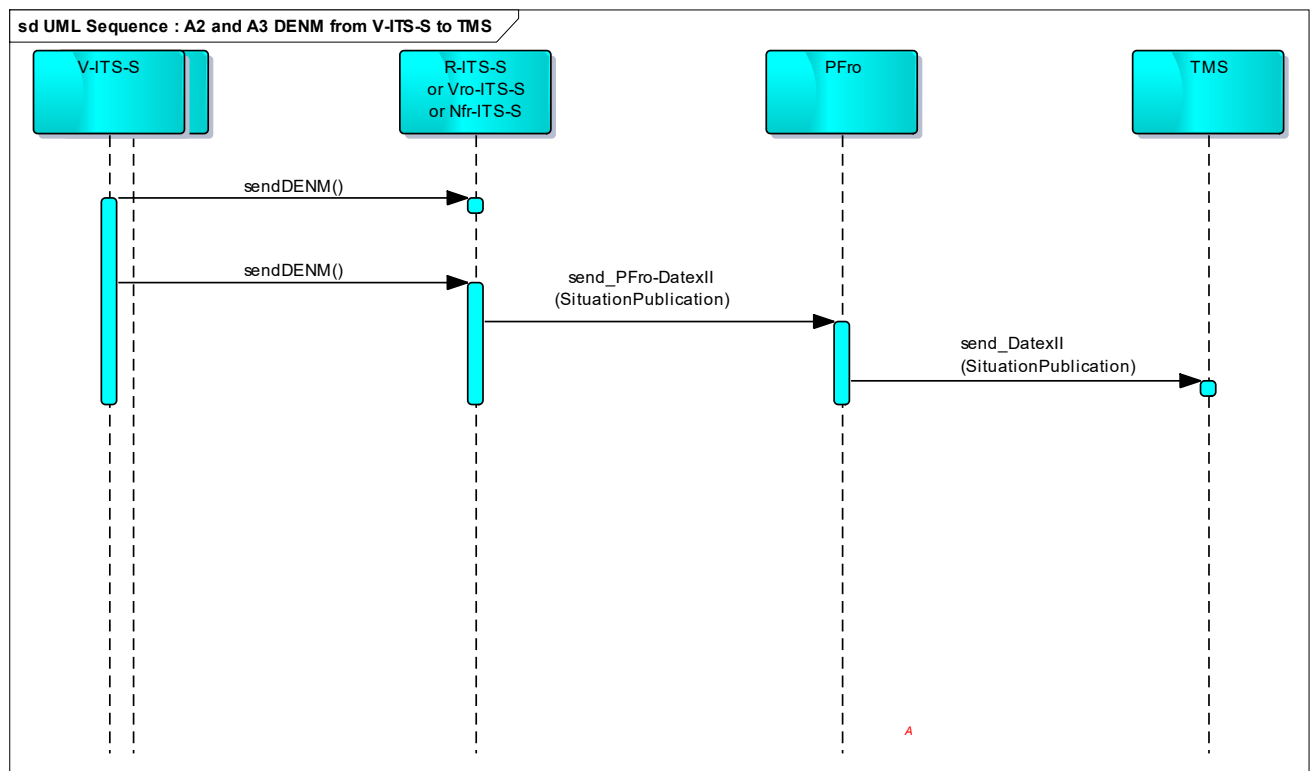 sd UML Sequence : A2 and A3 DENM from V-ITS-S to TMS
V-ITS-S
R-ITS-S
or Vro-ITS-S
or Nfr-ITS-S
PFro
TMS
sendDENM()
sendDENM()
send_PFro-DatexII
(SituationPublication)
send_DatexII
(SituationPublication)
A